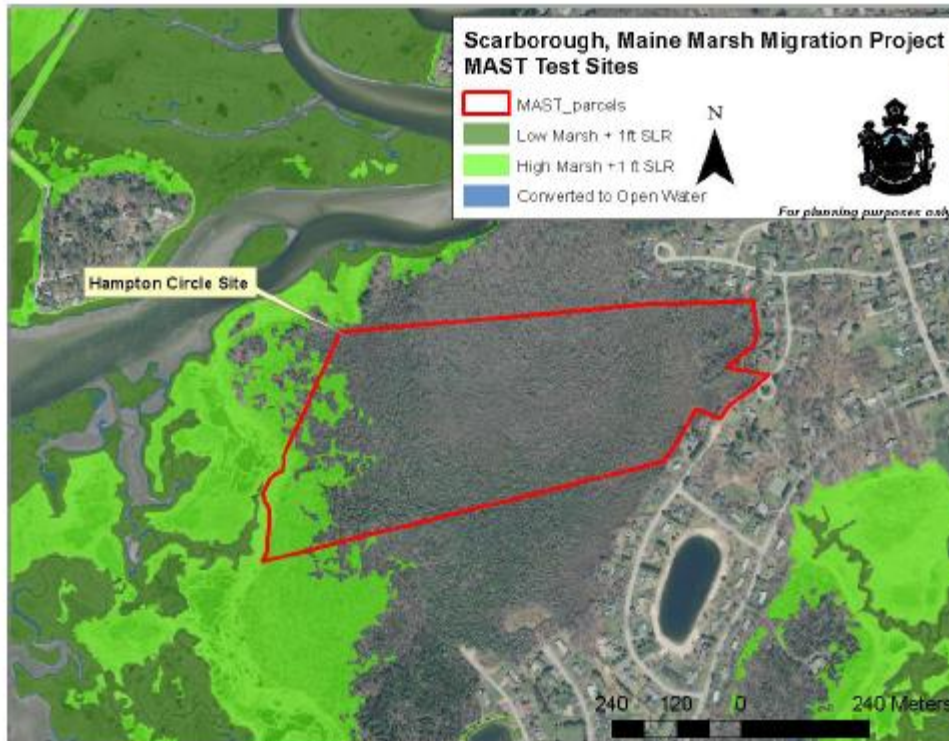 Scarborough, Maine Marsh Migration Project
MAST Test Sites
MAST_parcels
Low Marsh + 1ft SLR
High Marsh +1 ft SLR
Converted to Open Water
N
For planning purposes only
Hampton Circle Site
240 120 0 240 Meters